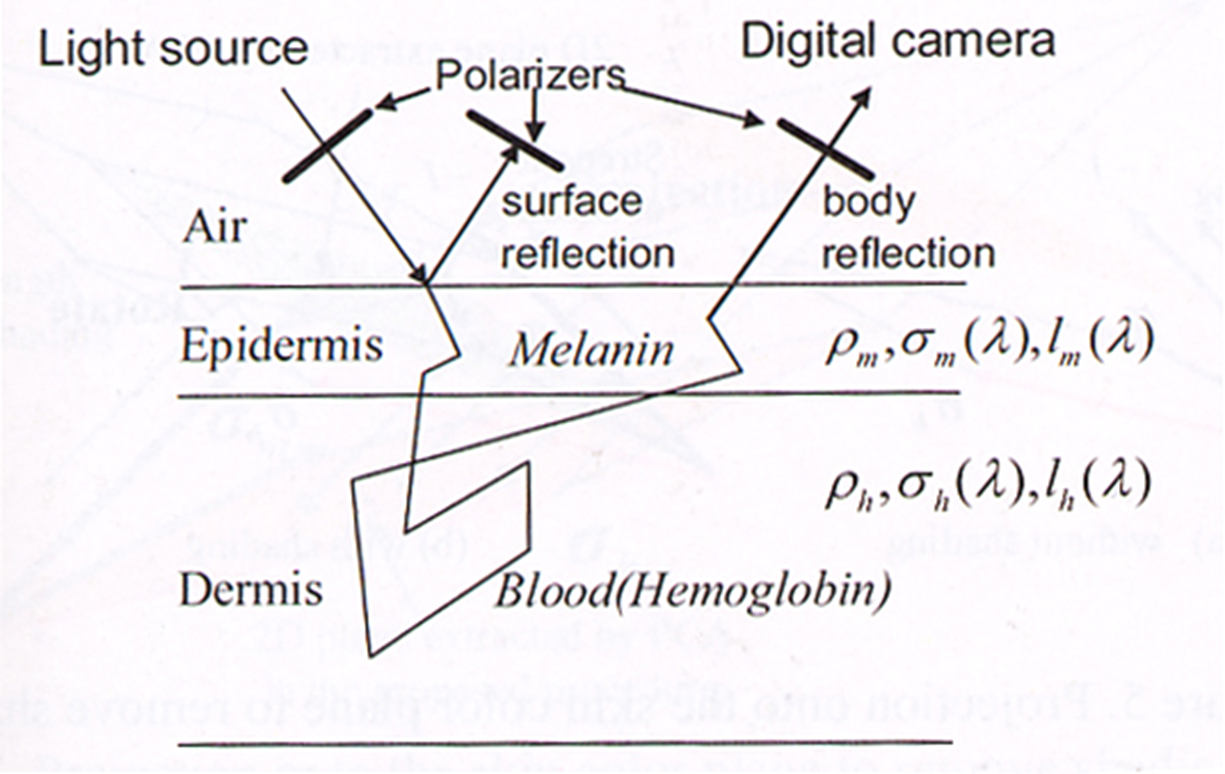 Light source
Digital camera
Polarizers
surface
reflection
body
reflection
Air
Epidermis
Melanin
ρₘ,σₘ(λ),lₘ(λ)
ρₕ,σₕ(λ),lₕ(λ)
Dermis
Blood(Hemoglobin)